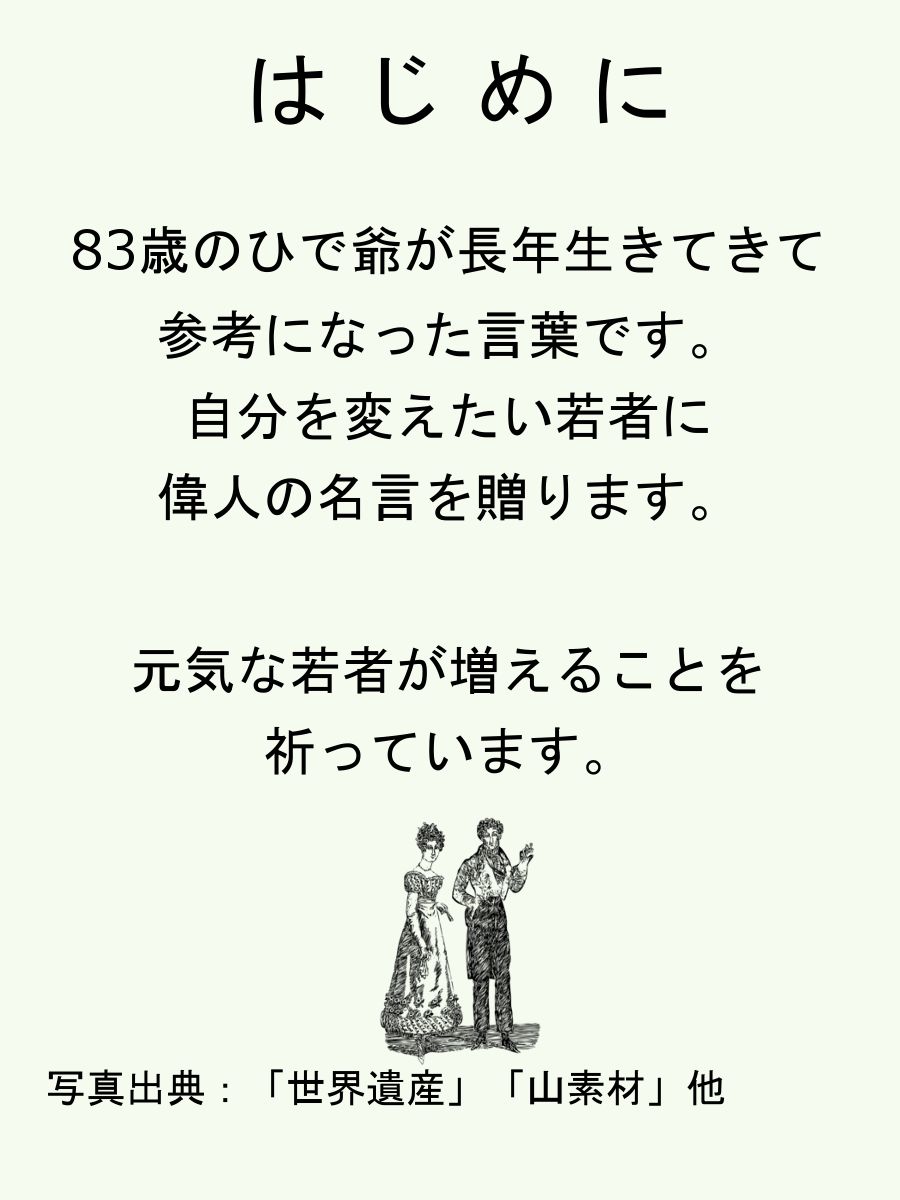 はじめに
83歳のひで爺が長年生きてきて
参考になった言葉です。
自分を変えたい若者に
偉人の名言を贈ります。
元気な若者が増えることを
祈っています。
写真出典：「世界遺産」「山素材」他